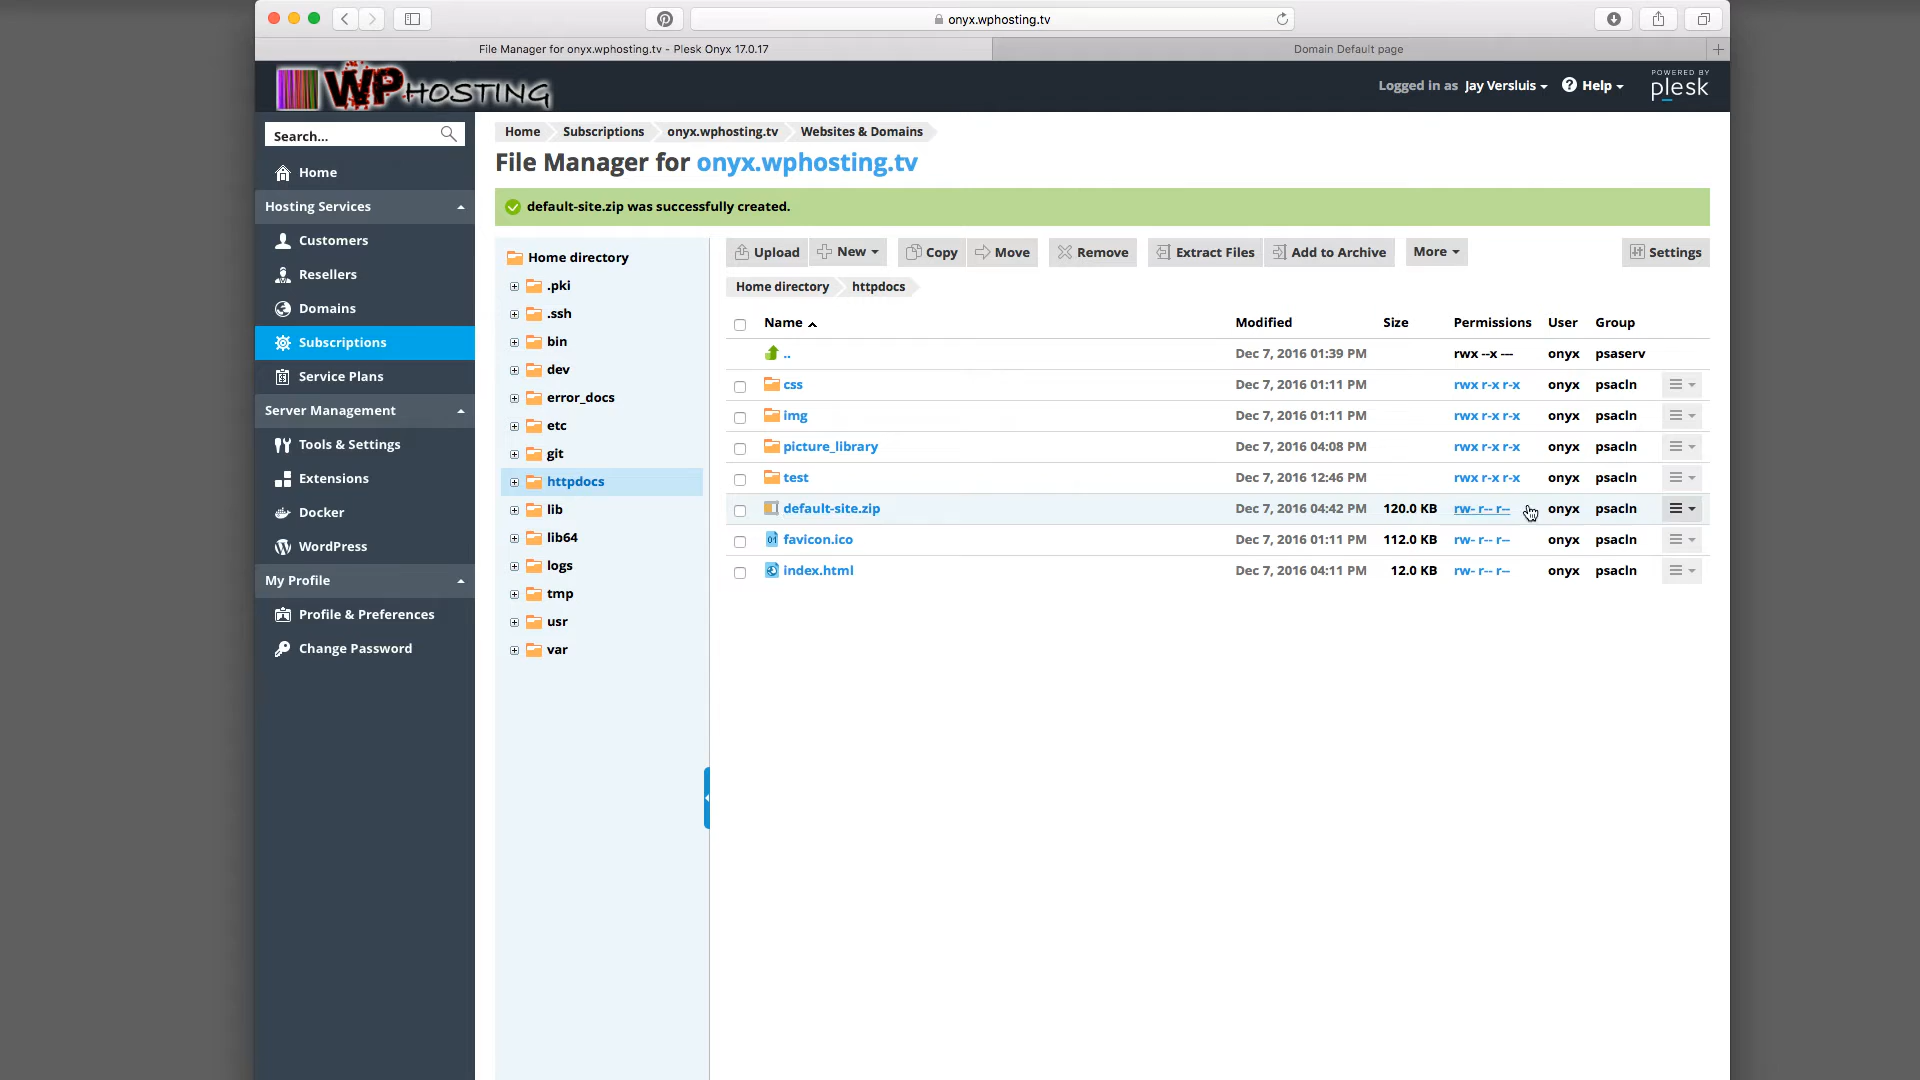 onyx.wphosting.tv
File Manager for onyx.wphosting.tv - Plesk Onyx 17.0.17
Domain Default page
WPHOSTING
Logged in as Jay Versluis
Help
POWERED BY
plesk
Search...
Home
Hosting Services
Customers
Resellers
Domains
Subscriptions
Service Plans
Server Management
Tools & Settings
Extensions
Docker
WordPress
My Profile
Profile & Preferences
Change Password
Home Subscriptions onyx.wphosting.tv Websites & Domains
File Manager for onyx.wphosting.tv
default-site.zip was successfully created.
Home directory
.pki
.ssh
bin
dev
error_docs
etc
git
httpdocs
lib
lib64
logs
tmp
usr
var
Upload New Copy Move Remove Extract Files Add to Archive More Settings
Home directory httpdocs
Name Modified Size Permissions User Group
.. Dec 7, 2016 01:39 PM rwx --x --- onyx psaserv
css Dec 7, 2016 01:11 PM rwx r-x r-x onyx psacln
img Dec 7, 2016 01:11 PM rwx r-x r-x onyx psacln
picture_library Dec 7, 2016 04:08 PM rwx r-x r-x onyx psacln
test Dec 7, 2016 12:46 PM rwx r-x r-x onyx psacln
default-site.zip Dec 7, 2016 04:42 PM 120.0 KB rw- r-- r-- onyx psacln
favicon.ico Dec 7, 2016 01:11 PM 112.0 KB rw- r-- r-- onyx psacln
index.html Dec 7, 2016 04:11 PM 12.0 KB rw- r-- r-- onyx psacln